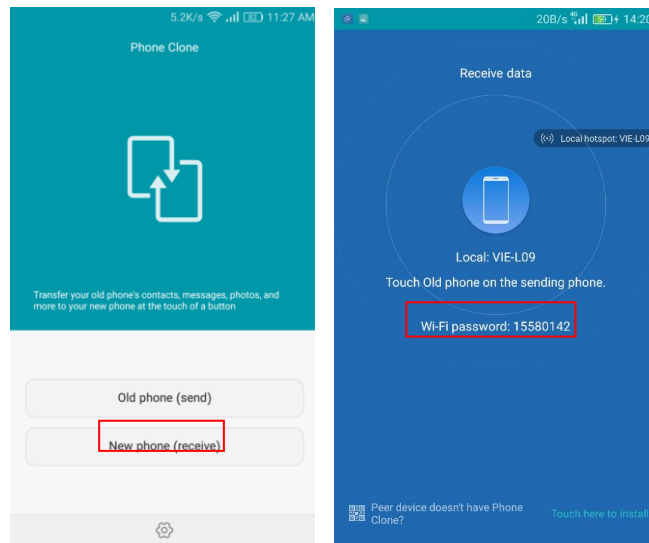 5.2K/s 82 11:27 AM
Phone Clone
Transfer your old phone's contacts, messages, photos, and
more to your new phone at the touch of a button
Old phone (send)
New phone (receive)
20B/s 4G 14:20
Receive data
Local hotspot: VIE-L09
Local: VIE-L09
Touch Old phone on the sending phone.
Wi-Fi password: 15580142
Peer device doesn't have Phone
Clone?
Touch here to install